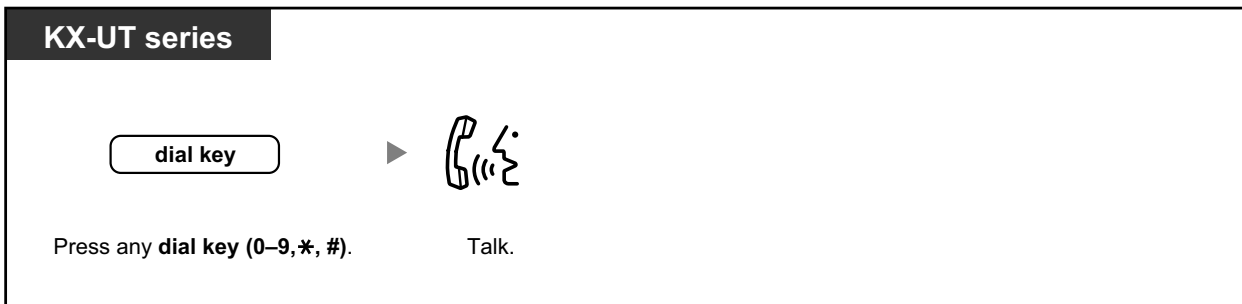 KX-UT series
dial key
Press any dial key (0–9,✻, #).
Talk.